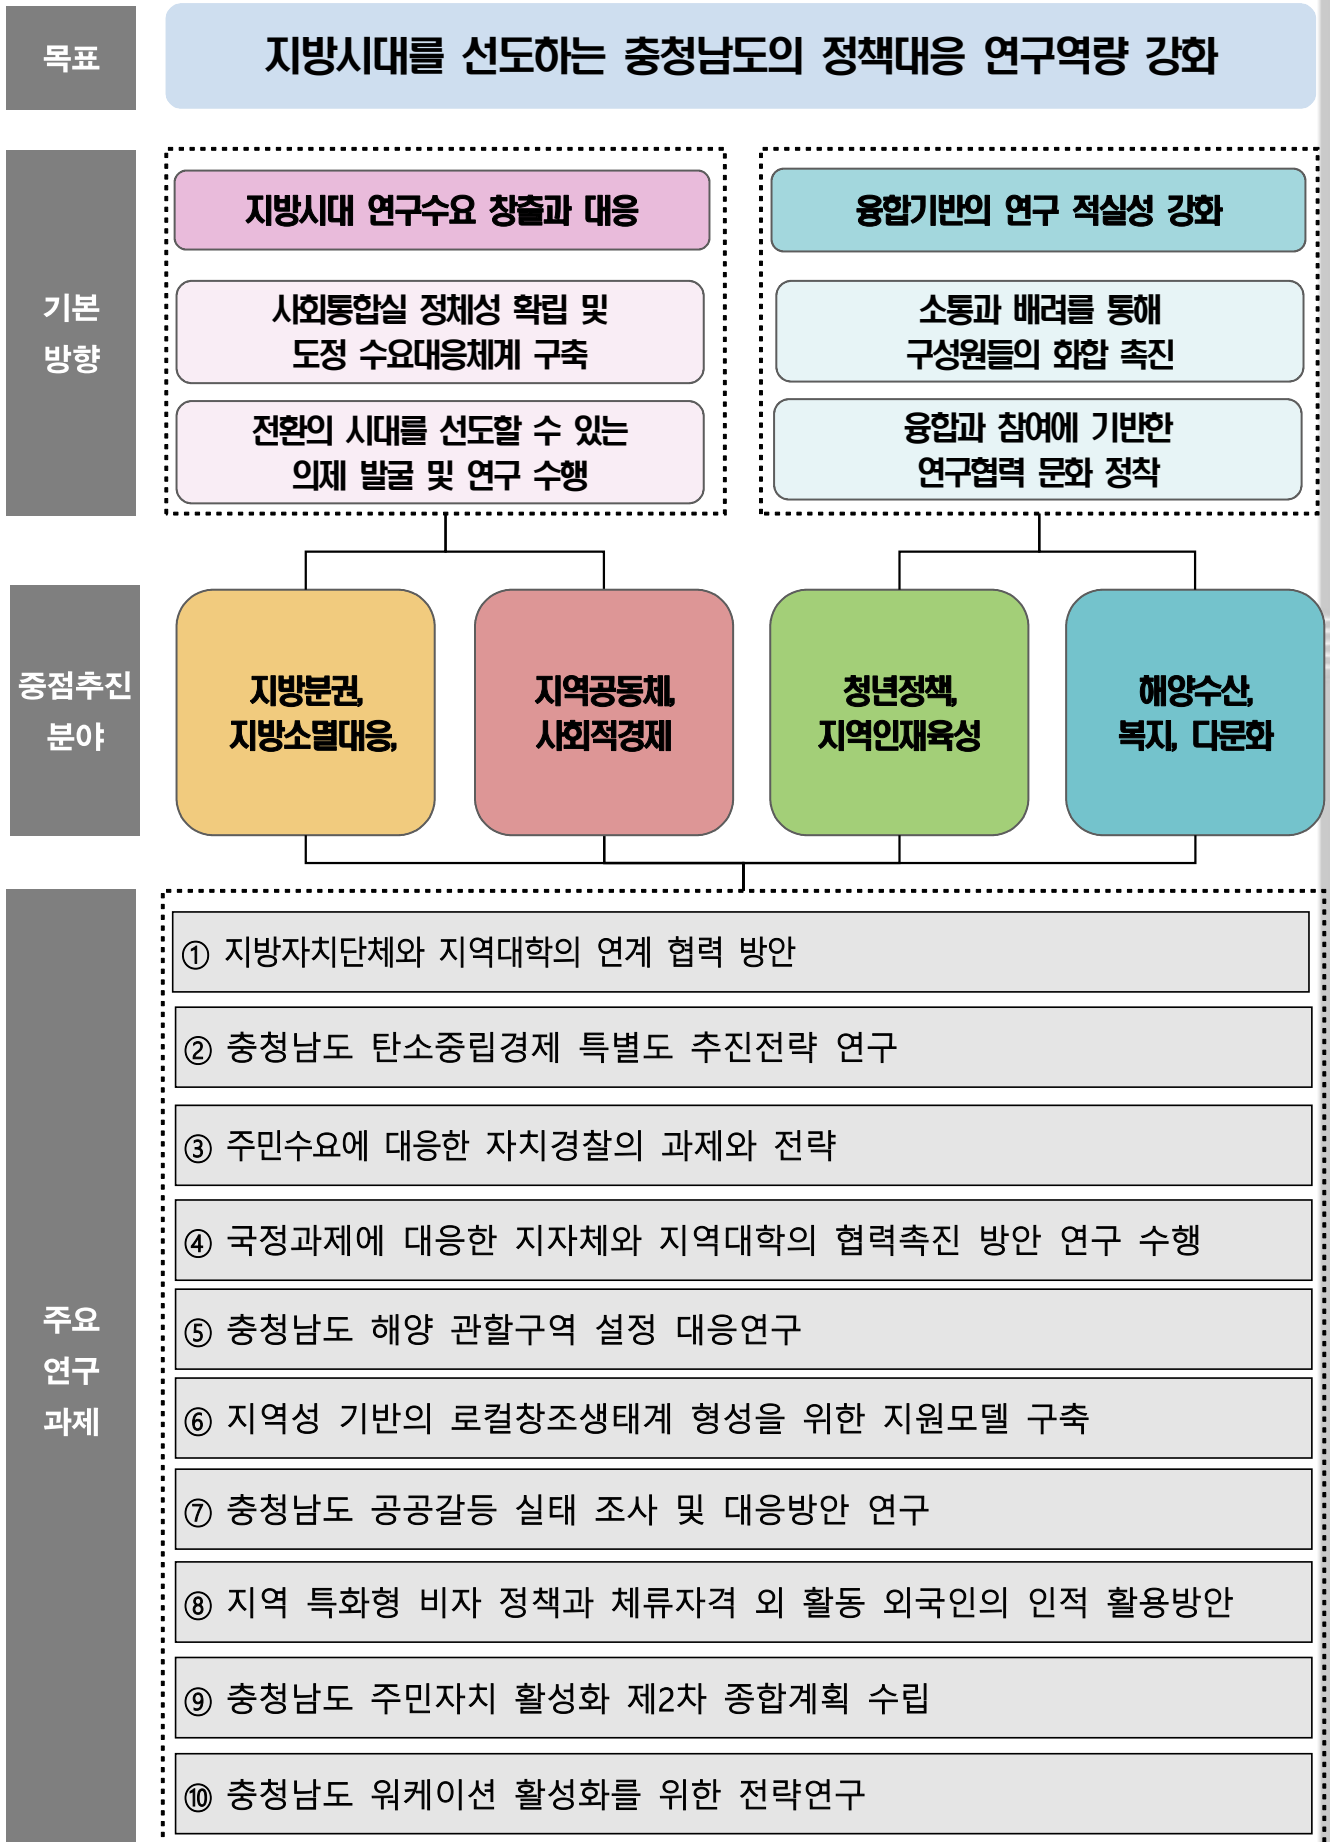 목표
지방시대를 선도하는 충청남도의 정책대응 연구역량 강화
기본
방향
지방시대 연구수요 창출과 대응
사회통합실 정체성 확립 및
도정 수요대응체계 구축
전환의 시대를 선도할 수 있는
의제 발굴 및 연구 수행
융합기반의 연구 적실성 강화
소통과 배려를 통해
구성원들의 화합 촉진
융합과 참여에 기반한
연구협력 문화 정착
중점추진
분야
지방분권,
지방소멸대응,
지역공동체,
사회적경제
청년정책,
지역인재육성
해양수산,
복지, 다문화
주요
연구
과제
① 지방자치단체와 지역대학의 연계 협력 방안
② 충청남도 탄소중립경제 특별도 추진전략 연구
③ 주민수요에 대응한 자치경찰의 과제와 전략
④ 국정과제에 대응한 지자체와 지역대학의 협력촉진 방안 연구 수행
⑤ 충청남도 해양 관할구역 설정 대응연구
⑥ 지역성 기반의 로컬창조생태계 형성을 위한 지원모델 구축
⑦ 충청남도 공공갈등 실태 조사 및 대응방안 연구
⑧ 지역 특화형 비자 정책과 체류자격 외 활동 외국인의 인적 활용방안
⑨ 충청남도 주민자치 활성화 제2차 종합계획 수립
⑩ 충청남도 워케이션 활성화를 위한 전략연구